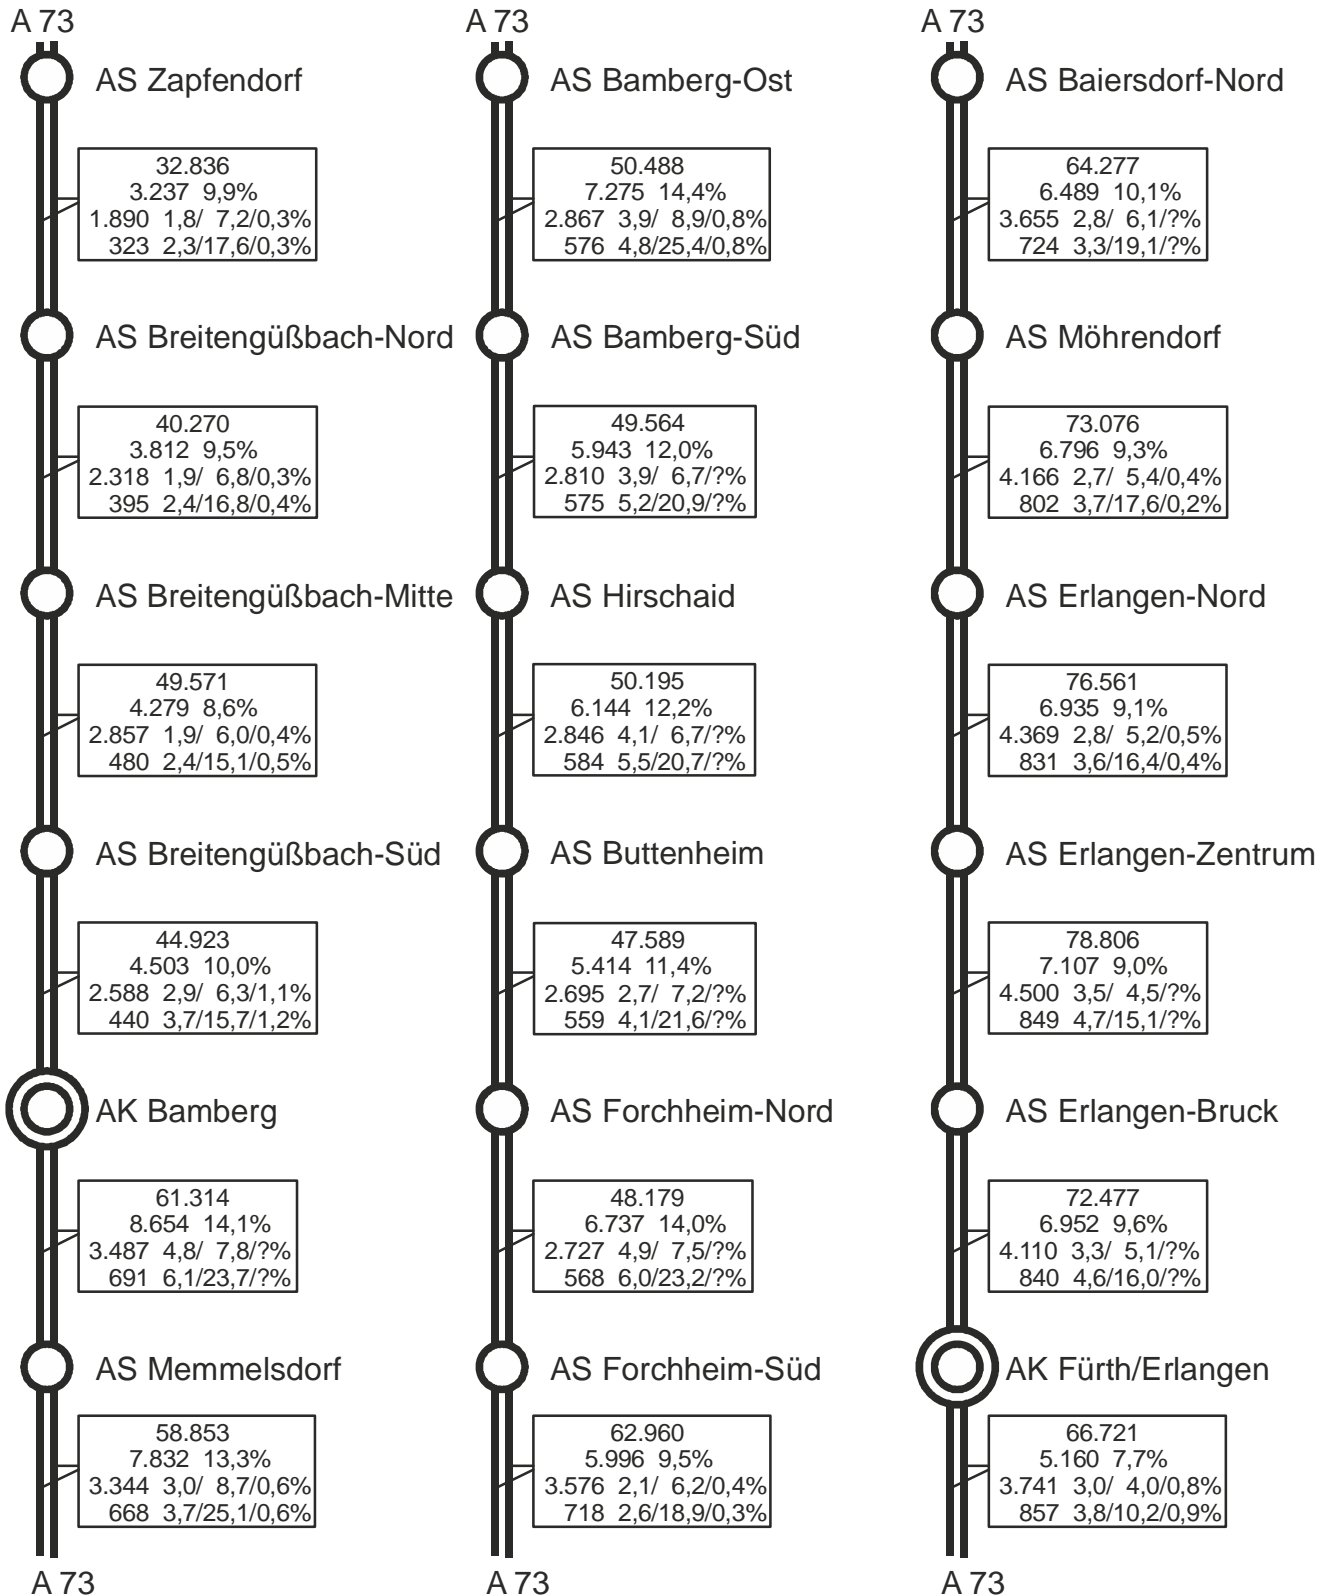 A 73
AS Zapfendorf
32.836
3.237 9,9%
1.890 1,8/ 7,2/0,3%
323 2,3/17,6/0,3%
AS Breitengüßbach-Nord
40.270
3.812 9,5%
2.318 1,9/ 6,8/0,3%
395 2,4/16,8/0,4%
AS Breitengüßbach-Mitte
49.571
4.279 8,6%
2.857 1,9/ 6,0/0,4%
480 2,4/15,1/0,5%
AS Breitengüßbach-Süd
44.923
4.503 10,0%
2.588 2,9/ 6,3/1,1%
440 3,7/15,7/1,2%
AK Bamberg
61.314
8.654 14,1%
3.487 4,8/ 7,8/?%
691 6,1/23,7/?%
AS Memmelsdorf
58.853
7.832 13,3%
3.344 3,0/ 8,7/0,6%
668 3,7/25,1/0,6%
A 73
A 73
AS Bamberg-Ost
50.488
7.275 14,4%
2.867 3,9/ 8,9/0,8%
576 4,8/25,4/0,8%
AS Bamberg-Süd
49.564
5.943 12,0%
2.810 3,9/ 6,7/?%
575 5,2/20,9/?%
AS Hirschaid
50.195
6.144 12,2%
2.846 4,1/ 6,7/?%
584 5,5/20,7/?%
AS Buttenheim
47.589
5.414 11,4%
2.695 2,7/ 7,2/?%
559 4,1/21,6/?%
AS Forchheim-Nord
48.179
6.737 14,0%
2.727 4,9/ 7,5/?%
568 6,0/23,2/?%
AS Forchheim-Süd
62.960
5.996 9,5%
3.576 2,1/ 6,2/0,4%
718 2,6/18,9/0,3%
A 73
A 73
AS Baiersdorf-Nord
64.277
6.489 10,1%
3.655 2,8/ 6,1/?%
724 3,3/19,1/?%
AS Möhrendorf
73.076
6.796 9,3%
4.166 2,7/ 5,4/0,4%
802 3,7/17,6/0,2%
AS Erlangen-Nord
76.561
6.935 9,1%
4.369 2,8/ 5,2/0,5%
831 3,6/16,4/0,4%
AS Erlangen-Zentrum
78.806
7.107 9,0%
4.500 3,5/ 4,5/?%
849 4,7/15,1/?%
AS Erlangen-Bruck
72.477
6.952 9,6%
4.110 3,3/ 5,1/?%
840 4,6/16,0/?%
AK Fürth/Erlangen
66.721
5.160 7,7%
3.741 3,0/ 4,0/0,8%
857 3,8/10,2/0,9%
A 73